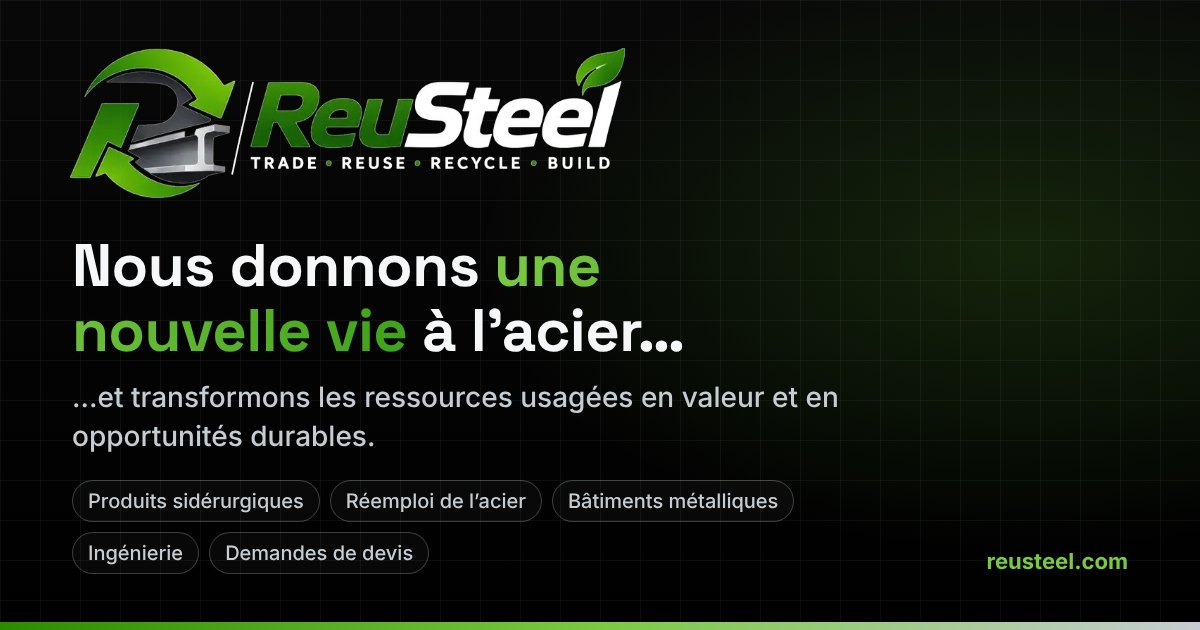 ReuSteel
TRADE • REUSE • RECYCLE • BUILD
Nous donnons une
nouvelle vie à l’acier...
...et transformons les ressources usagées en valeur et en
opportunités durables.
Produits sidérurgiques
Réemploi de l’acier
Bâtiments métalliques
Ingénierie
Demandes de devis
reusteel.com